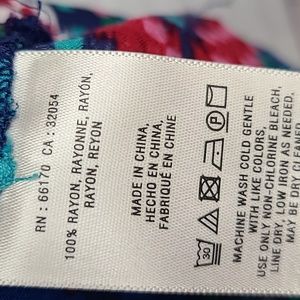 RN : 66170 CA : 32054
100% RAYON, RAYONNE, RAYÓN,
RAYON, REYON
MADE IN CHINA,
HECHO EN CHINA,
FABRIQUÉ EN CHINE
30
MACHINE WASH COLD GENTLE
WITH LIKE COLORS,
USE ONLY NON-CHLORINE BLEACH,
LINE DRY, LOW IRON AS NEEDED,
MAY BE DRY CLEANED